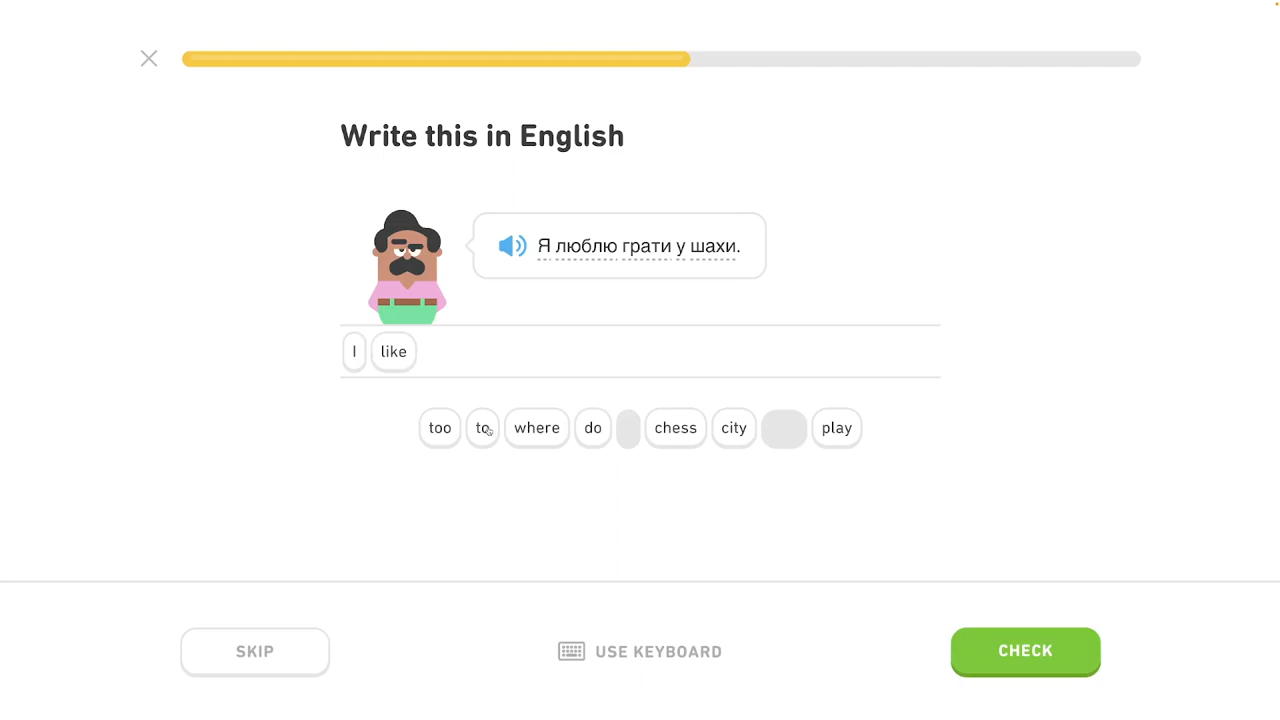 Write this in English
Я люблю грати у шахи.
I like
too to where do chess city play
SKIP USE KEYBOARD CHECK